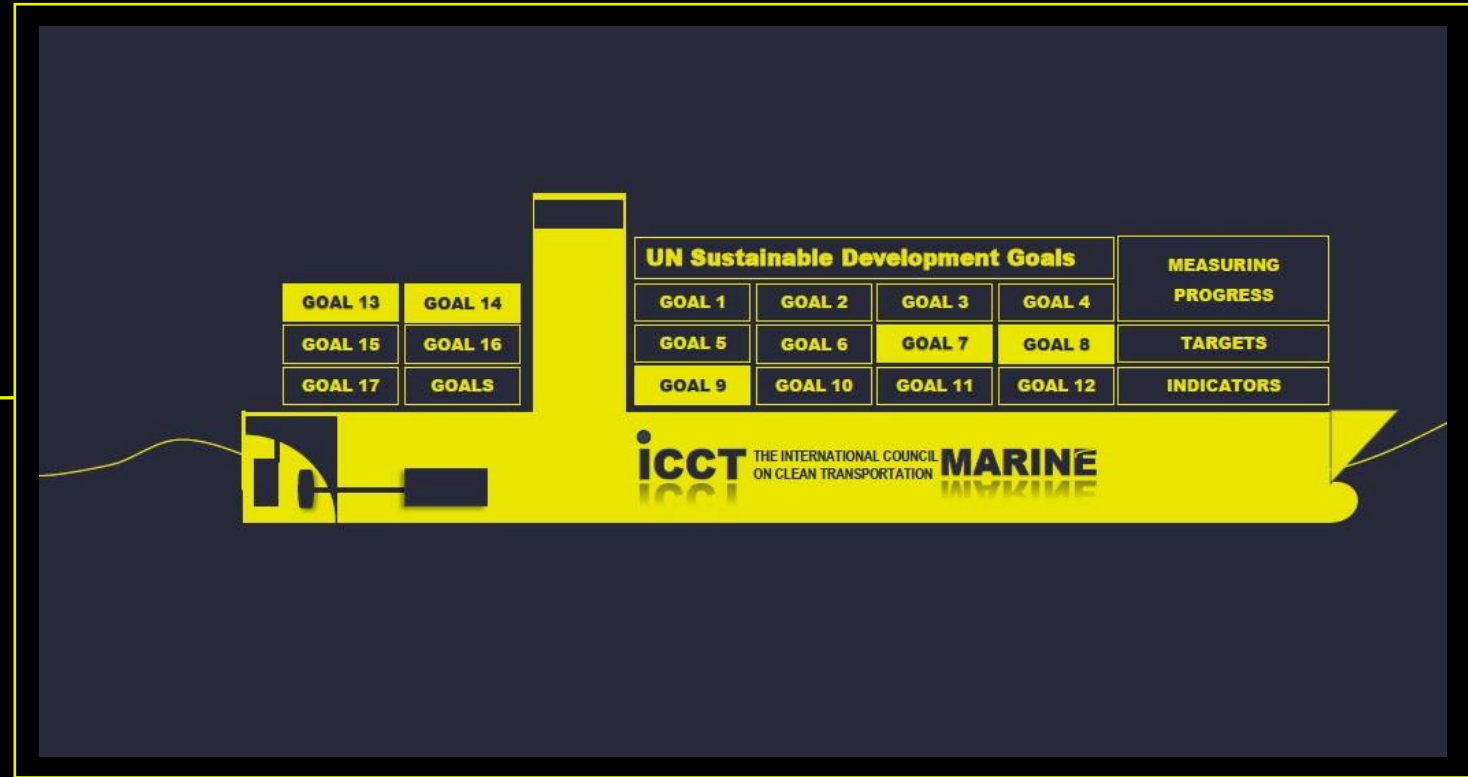 UN Sustainable Development Goals
MEASURING
PROGRESS
GOAL 13 GOAL 14 GOAL 1 GOAL 2 GOAL 3 GOAL 4
GOAL 15 GOAL 16 GOAL 5 GOAL 6 GOAL 7 GOAL 8 TARGETS
GOAL 17 GOALS GOAL 9 GOAL 10 GOAL 11 GOAL 12 INDICATORS
icct THE INTERNATIONAL COUNCIL
ON CLEAN TRANSPORTATION MARINE